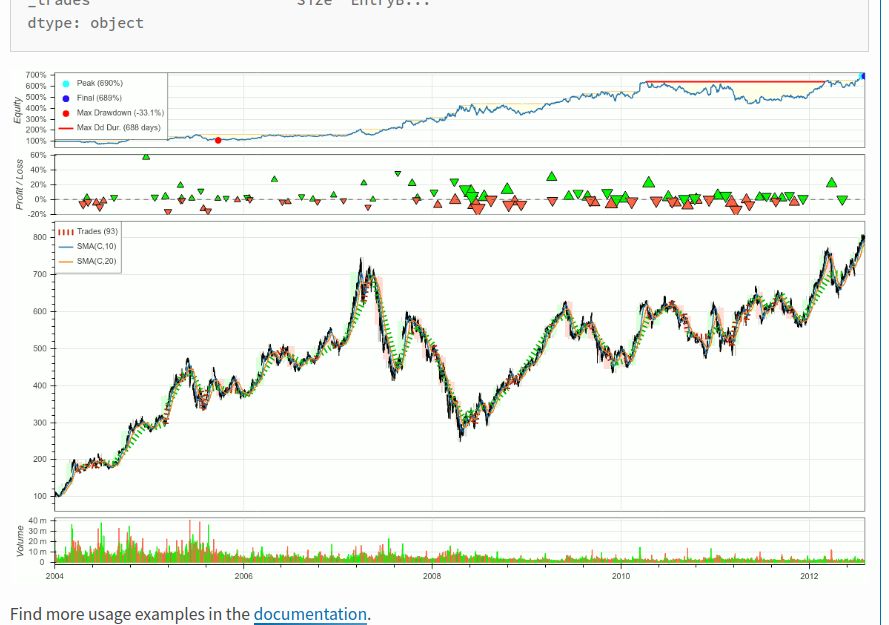 _trades Size EntryB...
dtype: object
Equity
700%
600%
500%
400%
300%
200%
100%
Peak (690%)
Final (689%)
Max Drawdown (-33.1%)
Max Dd Dur. (688 days)
Profit / Loss
60%
40%
20%
0%
-20%
Trades (93)
SMA(C,10)
SMA(C,20)
800
700
600
500
400
300
200
100
Volume
40 m
30 m
20 m
10 m
0
2004 2006 2008 2010 2012
Find more usage examples in the documentation.